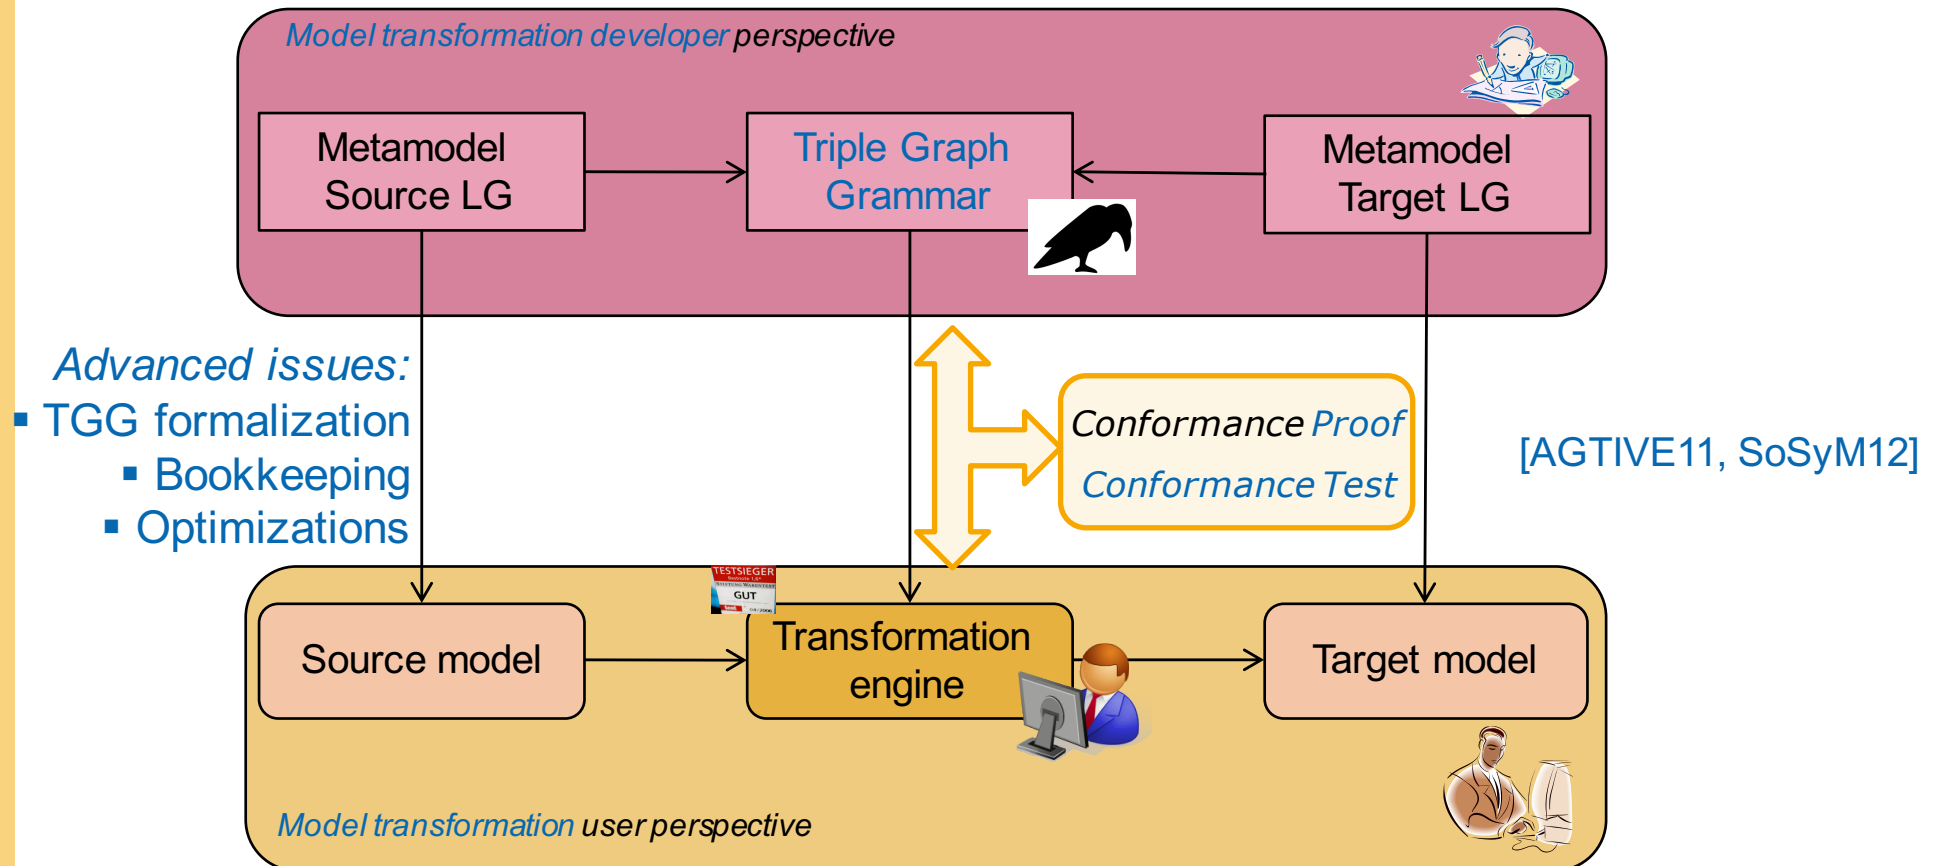 Model transformation developer perspective
Metamodel
Source LG
Triple Graph
Grammar
Metamodel
Target LG
Advanced issues:
▪ TGG formalization
▪ Bookkeeping
▪ Optimizations
Conformance Proof
Conformance Test
[AGTIVE11, SoSyM12]
TESTSIEGER
GUT
Source model
Transformation
engine
Target model
Model transformation user perspective